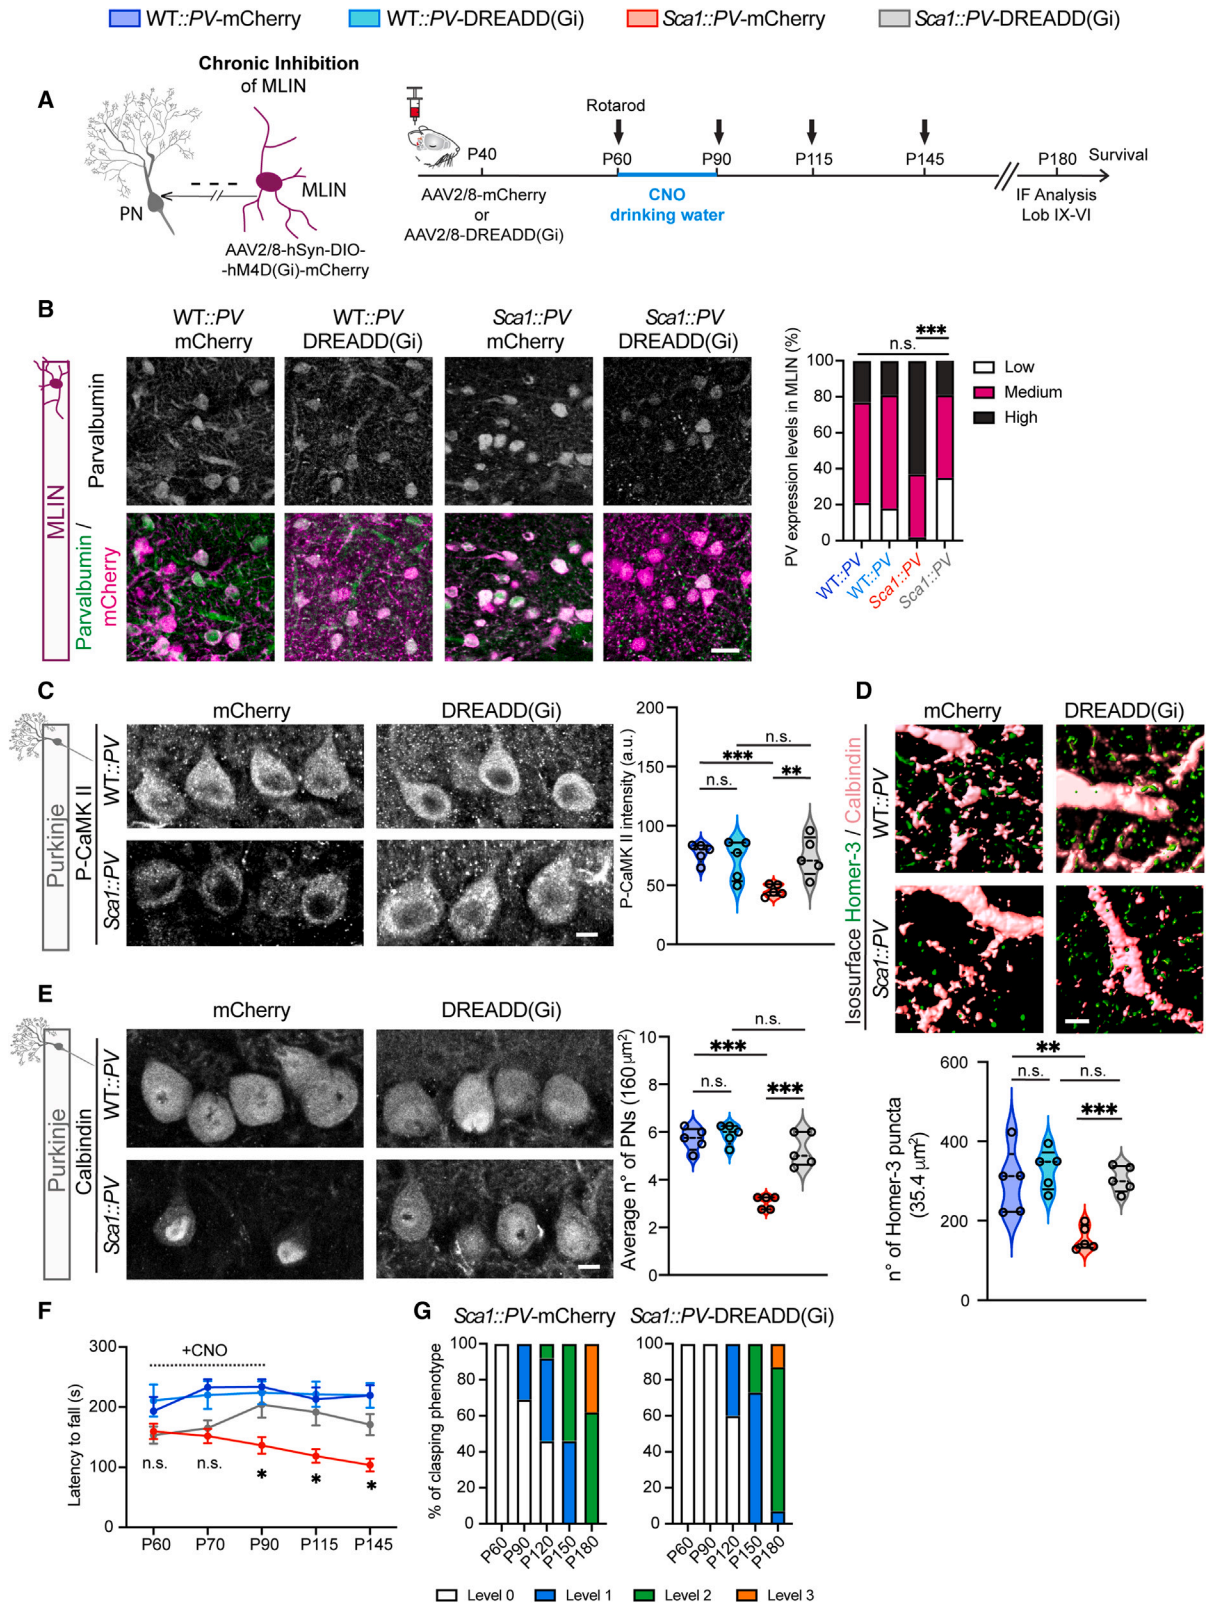 WT::PV-mCherry
WT::PV-DREADD(Gi)
Sca1::PV-mCherry
Sca1::PV-DREADD(Gi)
A
Chronic Inhibition
of MLIN
PN
MLIN
AAV2/8-hSyn-DIO-
-hM4D(Gi)-mCherry
Rotarod
P40
P60
P90
P115
P145
P180
Survival
AAV2/8-mCherry
or
AAV2/8-DREADD(Gi)
CNO
drinking water
IF Analysis
Lob IX-VI
B
WT::PV
mCherry
WT::PV
DREADD(Gi)
Sca1::PV
mCherry
Sca1::PV
DREADD(Gi)
MLIN
Parvalbumin
Parvalbumin /
mCherry
PV expression levels in MLIN (%)
100
80
60
40
20
0
n.s.
***
Low
Medium
High
WT::PV
WT::PV
Sca1::PV
Sca1::PV
C
mCherry
DREADD(Gi)
Purkinje
P-CaMK II
WT::PV
Sca1::PV
P-CaMK II intensity (a.u.)
200
150
100
50
0
n.s.
***
n.s.
**
D
mCherry
DREADD(Gi)
Isosurface Homer-3 / Calbindin
WT::PV
Sca1::PV
n° of Homer-3 puncta
(35.4 µm2)
600
400
200
0
**
n.s.
n.s.
***
E
mCherry
DREADD(Gi)
Purkinje
Calbindin
WT::PV
Sca1::PV
Average n° of PNs (160µm2)
10
8
6
4
2
0
n.s.
***
n.s.
***
F
Latency to fall (s)
300
200
100
0
+CNO
n.s.
n.s.
*
*
*
P60
P70
P90
P115
P145
G
Sca1::PV-mCherry
Sca1::PV-DREADD(Gi)
% of clasping phenotype
100
80
60
40
20
0
P60
P90
P120
P150
P180
100
80
60
40
20
0
P60
P90
P120
P150
P180
Level 0
Level 1
Level 2
Level 3